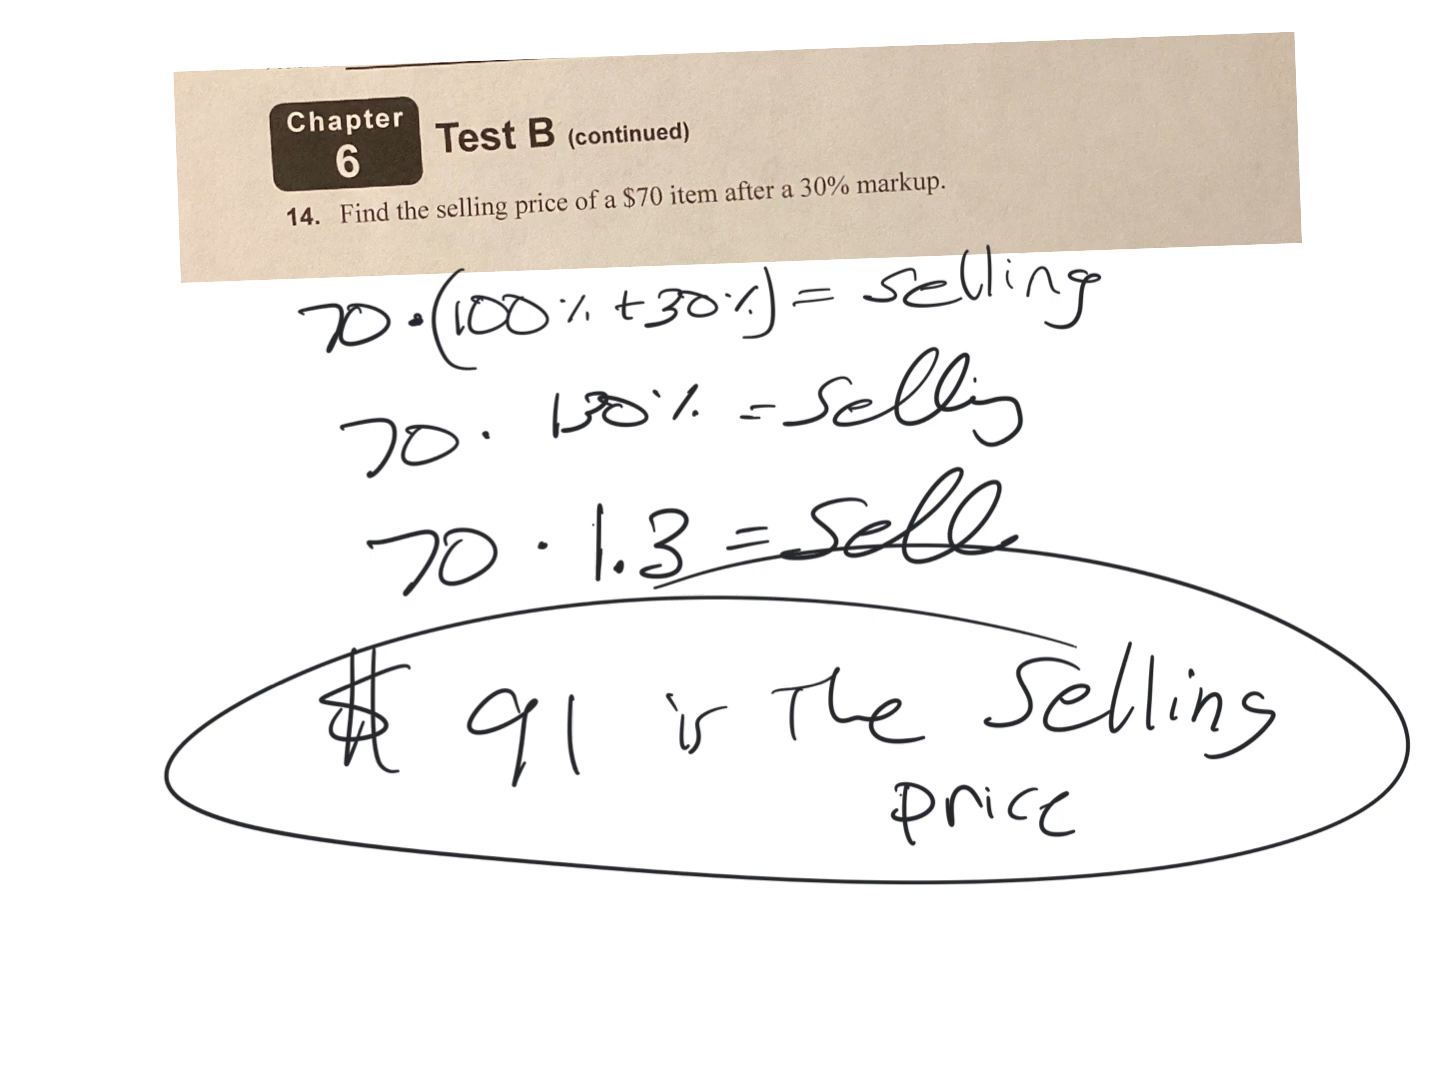 Chapter
6
Test B (continued)
14. Find the selling price of a $70 item after a 30% markup.
70 · (100% + 30%) = selling
70 · 130% = Selling
70 · 1.3 = Sell
$ 91 is The Selling
price